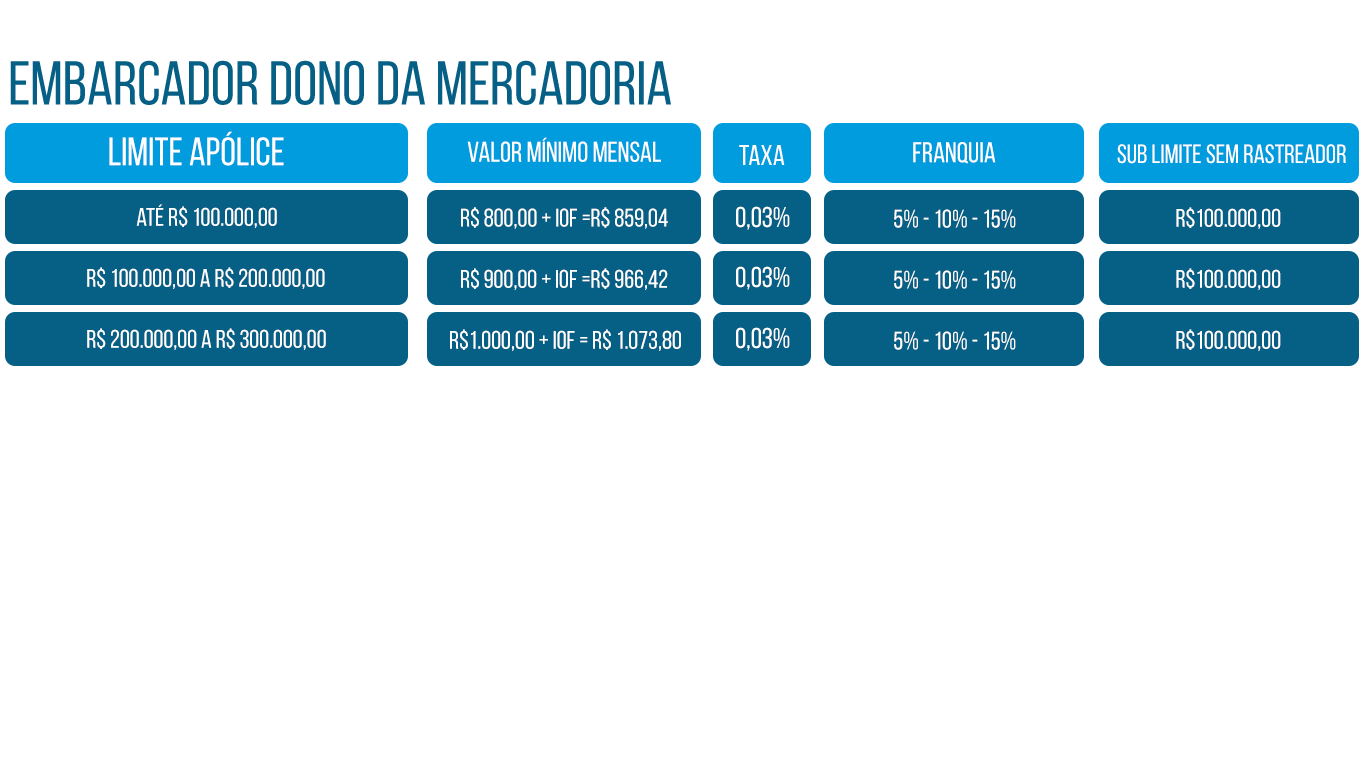 EMBARCADOR DONO DA MERCADORIA
LIMITE APÓLICE VALOR MÍNIMO MENSAL TAXA FRANQUIA SUB LIMITE SEM RASTREADOR
ATÉ R$ 100.000,00 R$ 800,00 + IOF =R$ 859,04 0,03% 5% - 10% - 15% R$100.000,00
R$ 100.000,00 A R$ 200.000,00 R$ 900,00 + IOF =R$ 966,42 0,03% 5% - 10% - 15% R$100.000,00
R$ 200.000,00 A R$ 300.000,00 R$1.000,00 + IOF = R$ 1.073,80 0,03% 5% - 10% - 15% R$100.000,00